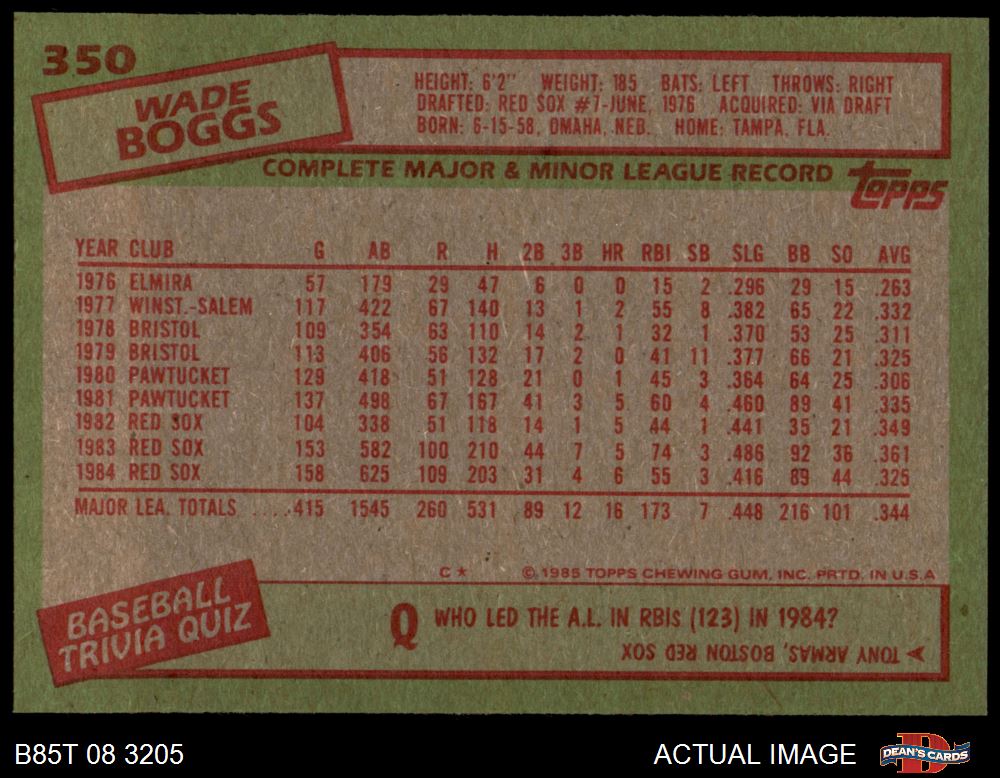 350
WADE
BOGGS
HEIGHT: 6'2" WEIGHT: 185 BATS: LEFT THROWS: RIGHT
DRAFTED: RED SOX #7-JUNE, 1976 ACQUIRED: VIA DRAFT
BORN: 6-15-58, OMAHA, NEB. HOME: TAMPA, FLA.
COMPLETE MAJOR & MINOR LEAGUE RECORD
topps
YEAR CLUB G AB R H 2B 3B HR RBI SB SLG BB SO AVG
1976 ELMIRA 57 179 29 47 6 0 0 15 2 .296 29 15 .263
1977 WINST.-SALEM 117 422 67 140 13 1 2 55 8 .382 65 22 .332
1978 BRISTOL 109 354 63 110 14 2 1 32 1 .370 53 25 .311
1979 BRISTOL 113 406 56 132 17 2 0 41 11 .377 66 21 .325
1980 PAWTUCKET 129 418 51 128 21 0 1 45 3 .364 64 25 .306
1981 PAWTUCKET 137 498 67 167 41 3 5 60 4 .460 89 41 .335
1982 RED SOX 104 338 51 118 14 1 5 44 1 .441 35 21 .349
1983 RED SOX 153 582 100 210 44 7 5 74 3 .486 92 36 .361
1984 RED SOX 158 625 109 203 31 4 6 55 3 .416 89 44 .325
MAJOR LEA. TOTALS ....415 1545 260 531 89 12 16 173 7 .448 216 101 .344
C★ © 1985 TOPPS CHEWING GUM, INC. PRTD. IN U.S.A
BASEBALL
TRIVIA QUIZ
Q WHO LED THE A.L. IN RBIs (123) IN 1984?
TONY ARMAS, BOSTON RED SOX
B85T 08 3205
ACTUAL IMAGE
D
DEAN'S CARDS